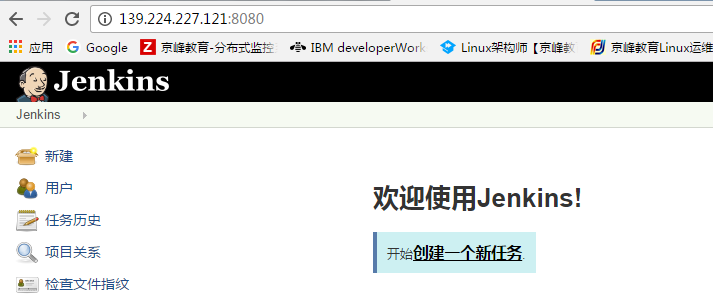 139.224.227.121:8080
应用 Google 京峰教育-分布式监控 IBM developerWork Linux架构师【京峰教 京峰教育Linux运维
Jenkins
Jenkins
新建
用户
任务历史
项目关系
检查文件指纹
欢迎使用Jenkins!
开始创建一个新任务.